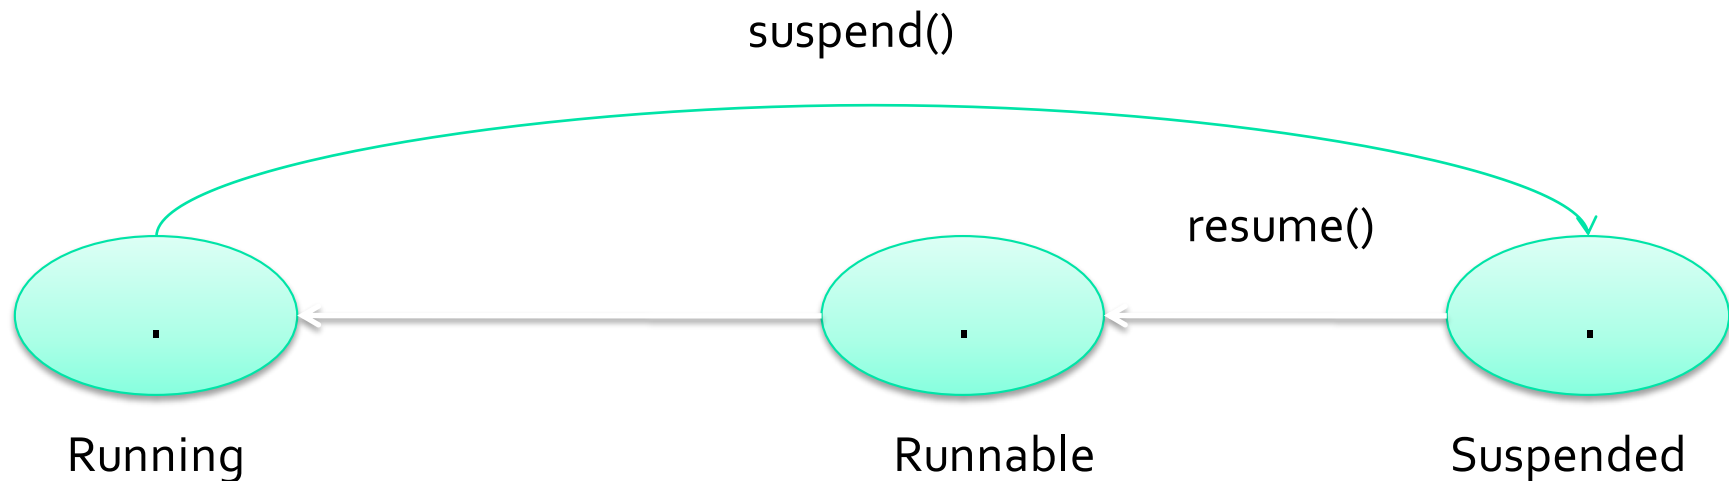 suspend()
resume()
.
.
.
Running
Runnable
Suspended